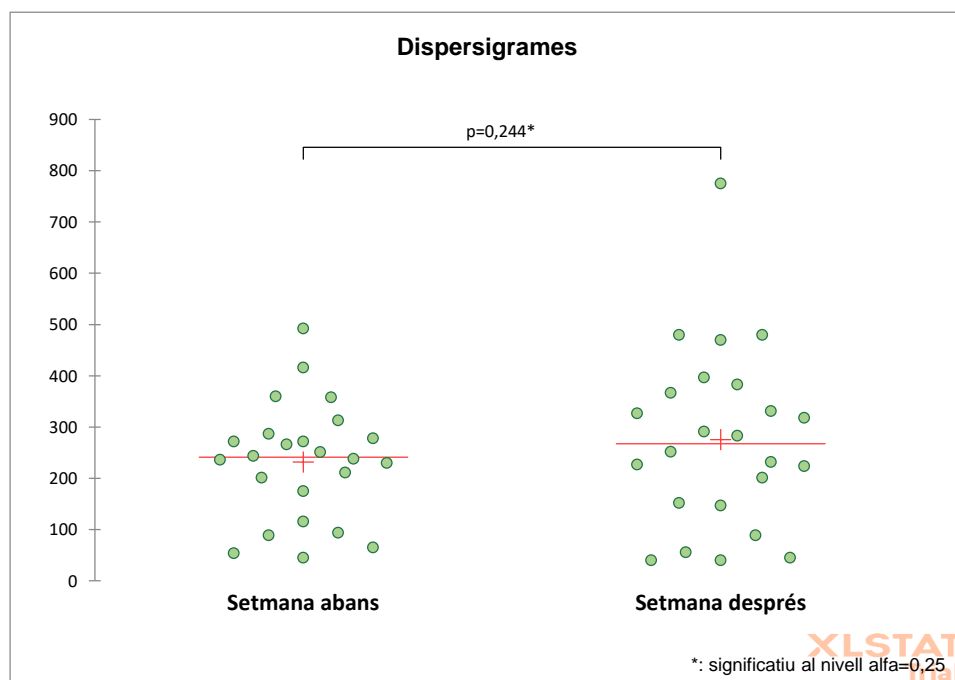 Dispersigrames
900
p=0,244*
800
700
600
500
400
300
200
100
0
Setmana abans
Setmana després
XLSTAT
*: significatiu al nivell alfa=0,25